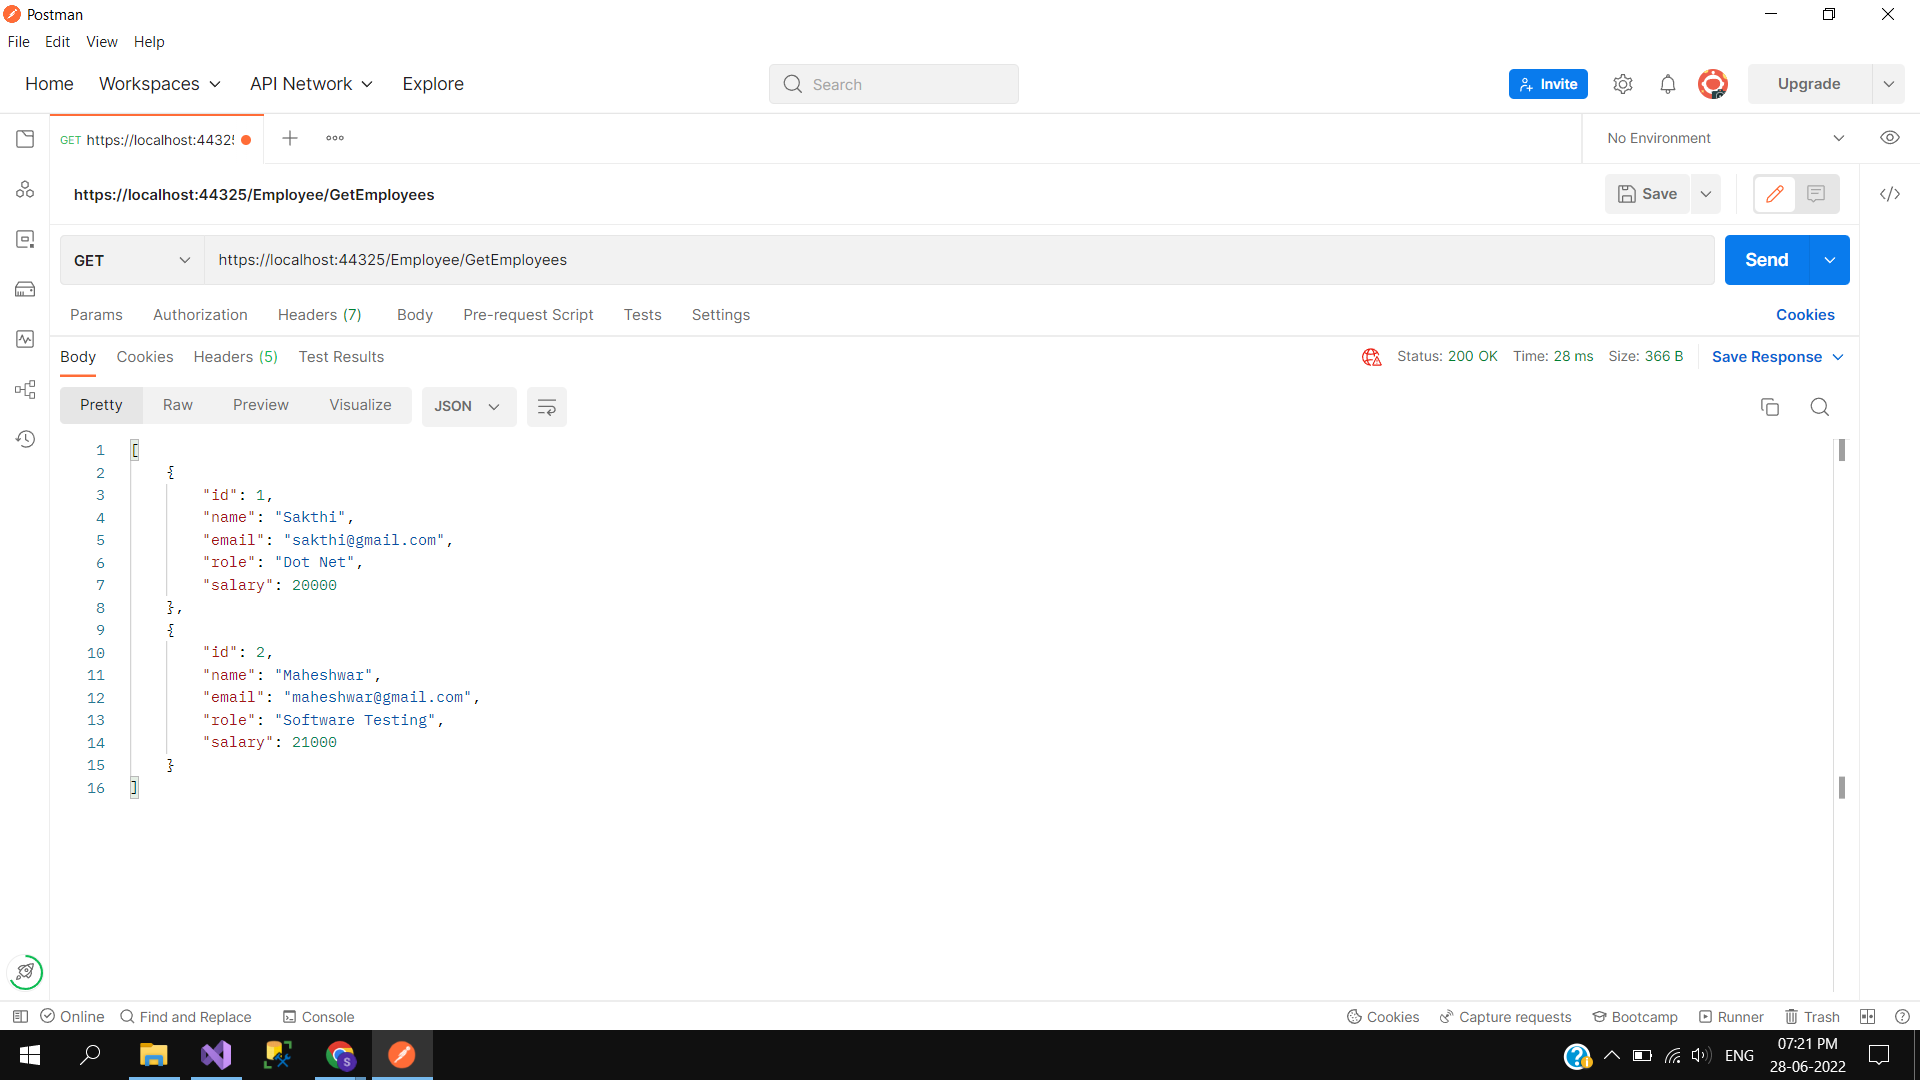 Postman
File Edit View Help
Home Workspaces API Network Explore Search Invite Upgrade
GET https://localhost:4432 No Environment
https://localhost:44325/Employee/GetEmployees Save
GET https://localhost:44325/Employee/GetEmployees Send
Params Authorization Headers (7) Body Pre-request Script Tests Settings Cookies
Body Cookies Headers (5) Test Results Status: 200 OK Time: 28 ms Size: 366 B Save Response
Pretty Raw Preview Visualize JSON
1 [
2 {
3 "id": 1,
4 "name": "Sakthi",
5 "email": "sakthi@gmail.com",
6 "role": "Dot Net",
7 "salary": 20000
8 },
9 {
10 "id": 2,
11 "name": "Maheshwar",
12 "email": "maheshwar@gmail.com",
13 "role": "Software Testing",
14 "salary": 21000
15 }
16 ]
Online Find and Replace Console Cookies Capture requests Bootcamp Runner Trash
S ENG 07:21 PM
28-06-2022